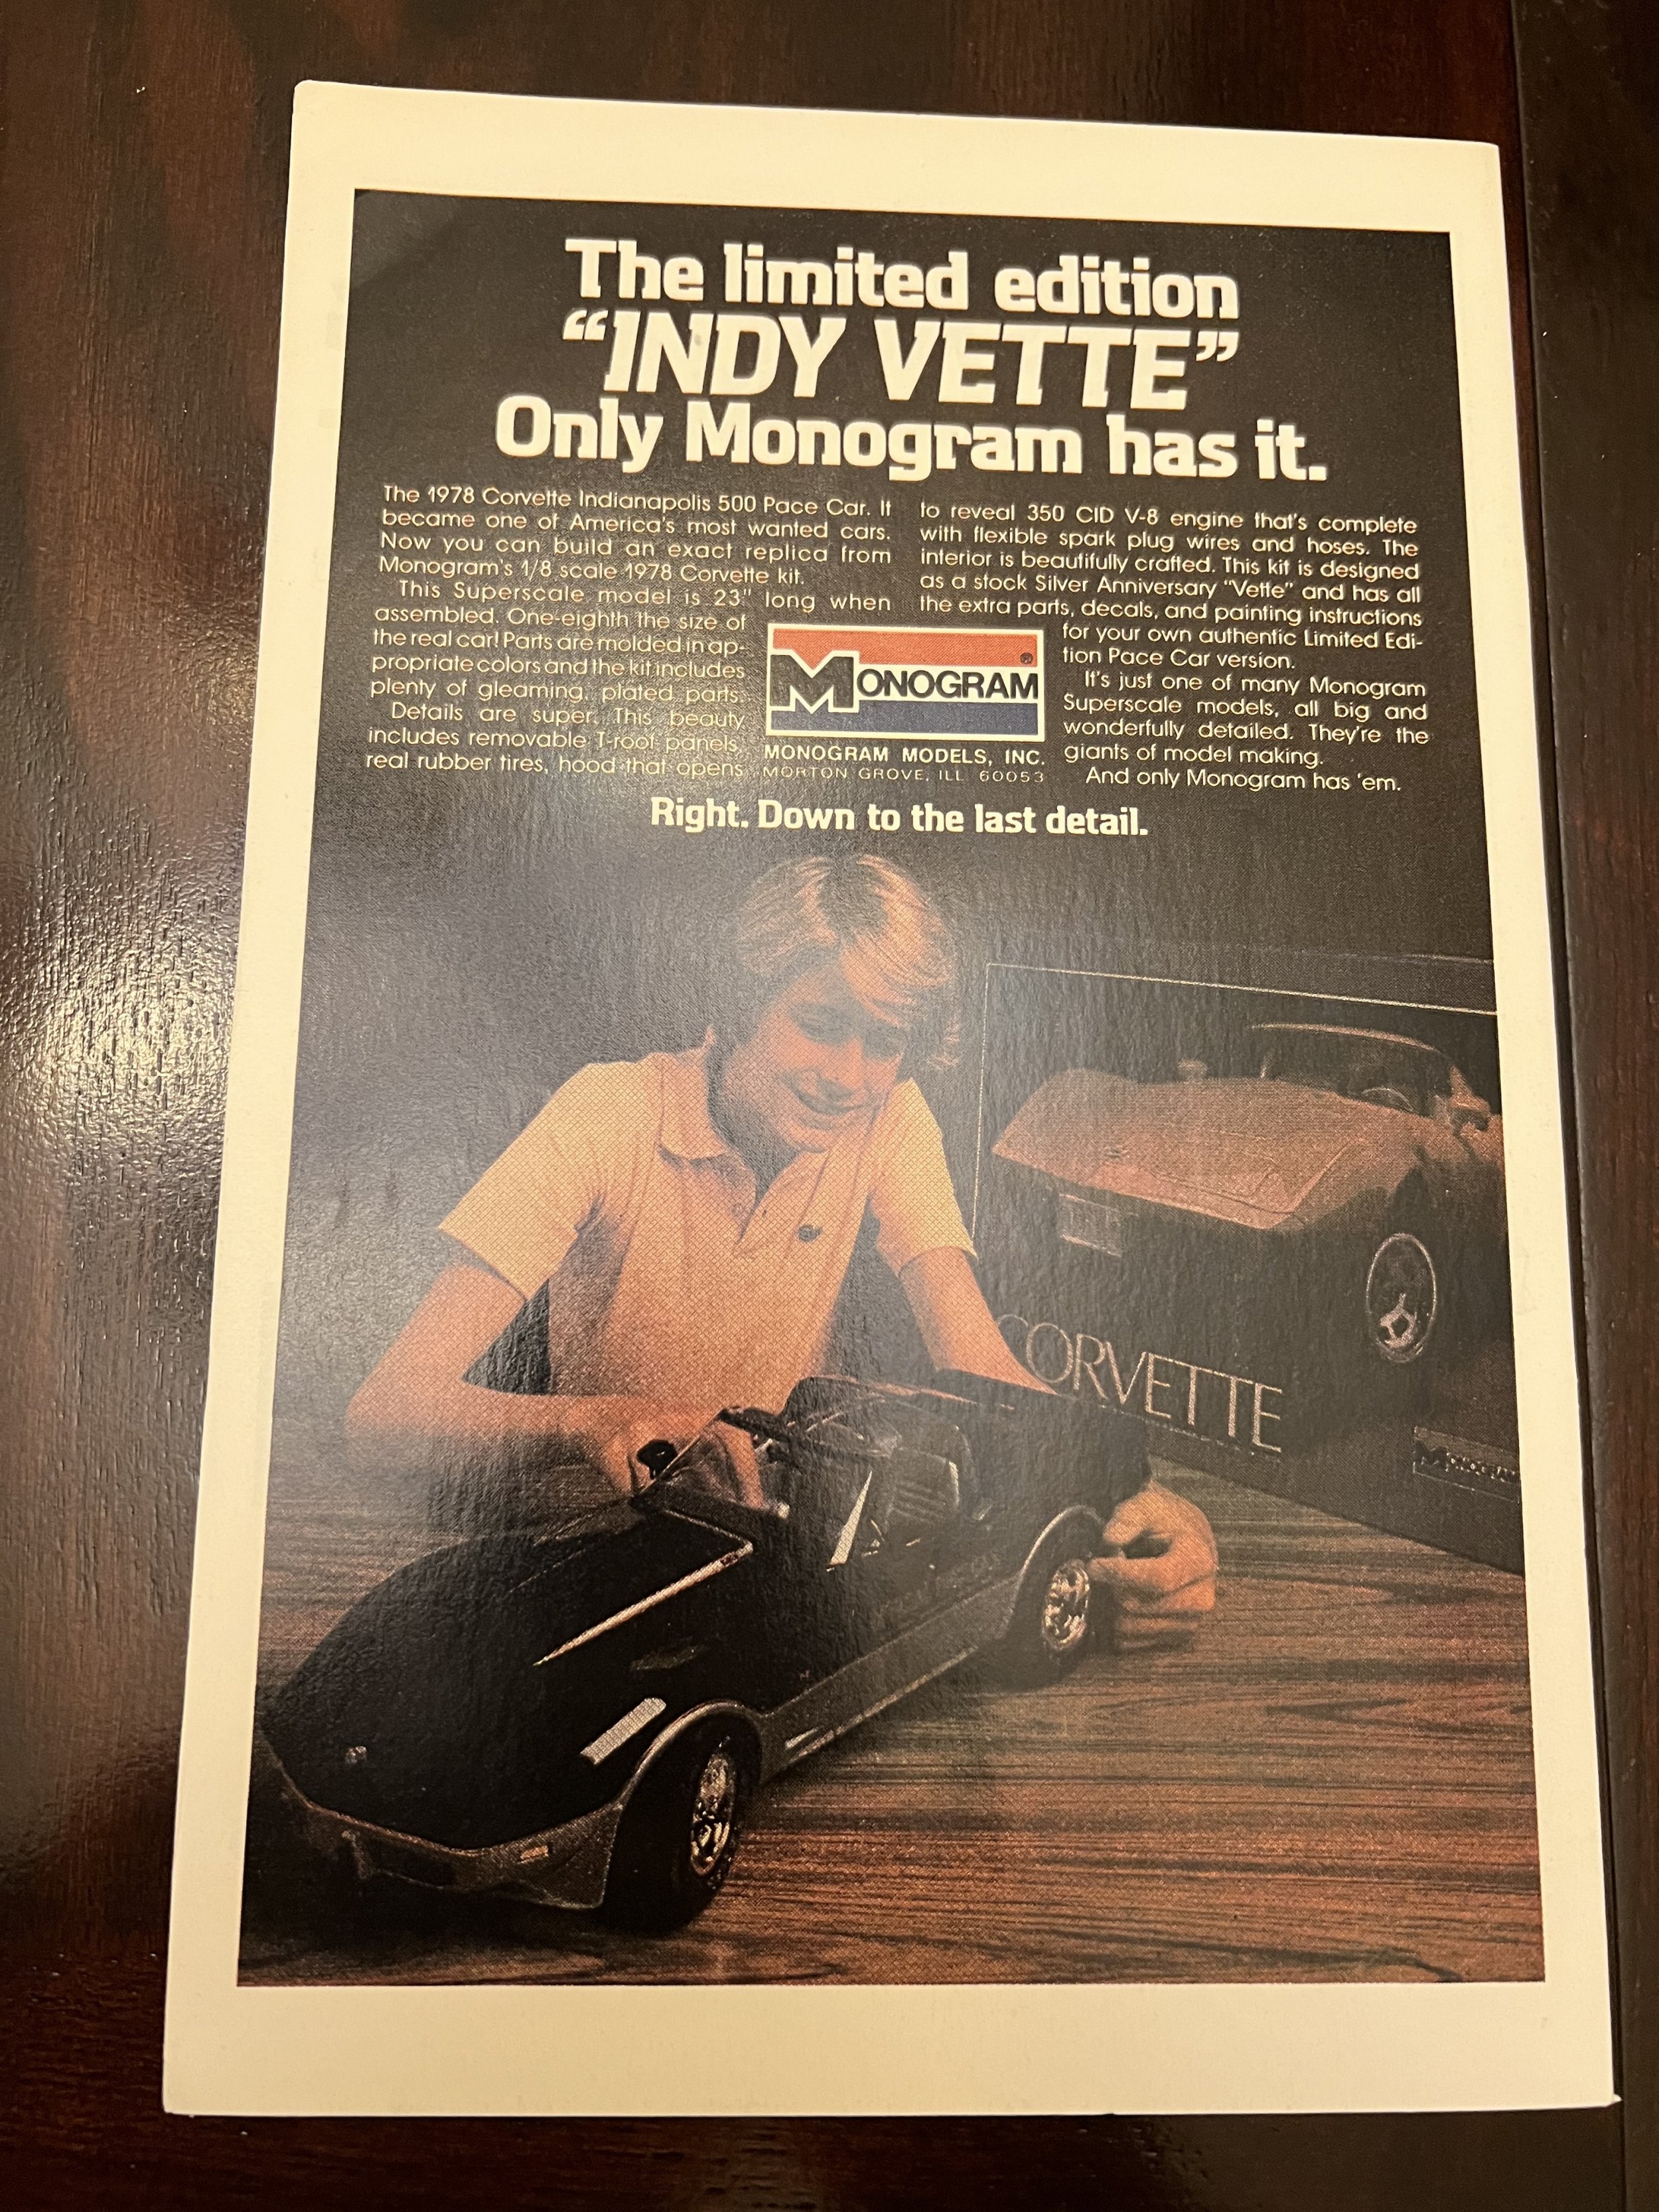 The limited edition
“INDY VETTE”
Only Monogram has it.
The 1978 Corvette Indianapolis 500 Pace Car. It
became one of America's most wanted cars.
Now you can build an exact replica from
Monogram's 1/8 scale 1978 Corvette kit.
This Superscale model is 23" long when
assembled. One-eighth the size of
the real car! Parts are molded in ap-
propriate colors and the kit includes
plenty of gleaming, plated parts.
Details are super. This beauty
includes removable T-roof panels,
real rubber tires, hood that opens
to reveal 350 CID V-8 engine that's complete
with flexible spark plug wires and hoses. The
interior is beautifully crafted. This kit is designed
as a stock Silver Anniversary "Vette" and has all
the extra parts, decals, and painting instructions
for your own authentic Limited Edi-
tion Pace Car version.
It's just one of many Monogram
Superscale models, all big and
wonderfully detailed. They're the
giants of model making.
And only Monogram has 'em.
MONOGRAM ®
MONOGRAM MODELS, INC.
MORTON GROVE, ILL 60053
Right. Down to the last detail.
CORVETTE
MONOGRAM